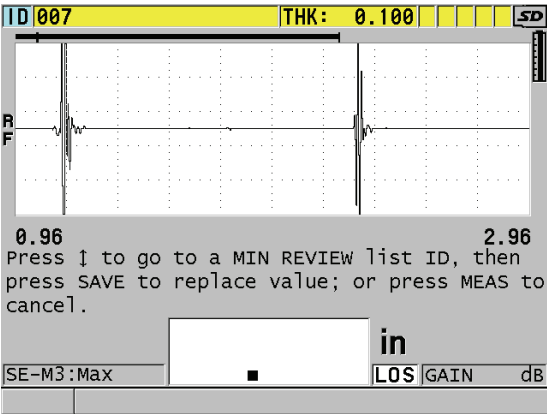 ID 007 THK: 0.100 SD
RF
0.96 2.96
Press ↕ to go to a MIN REVIEW list ID, then
press SAVE to replace value; or press MEAS to
cancel.
in
SE-M3:Max LOS GAIN dB